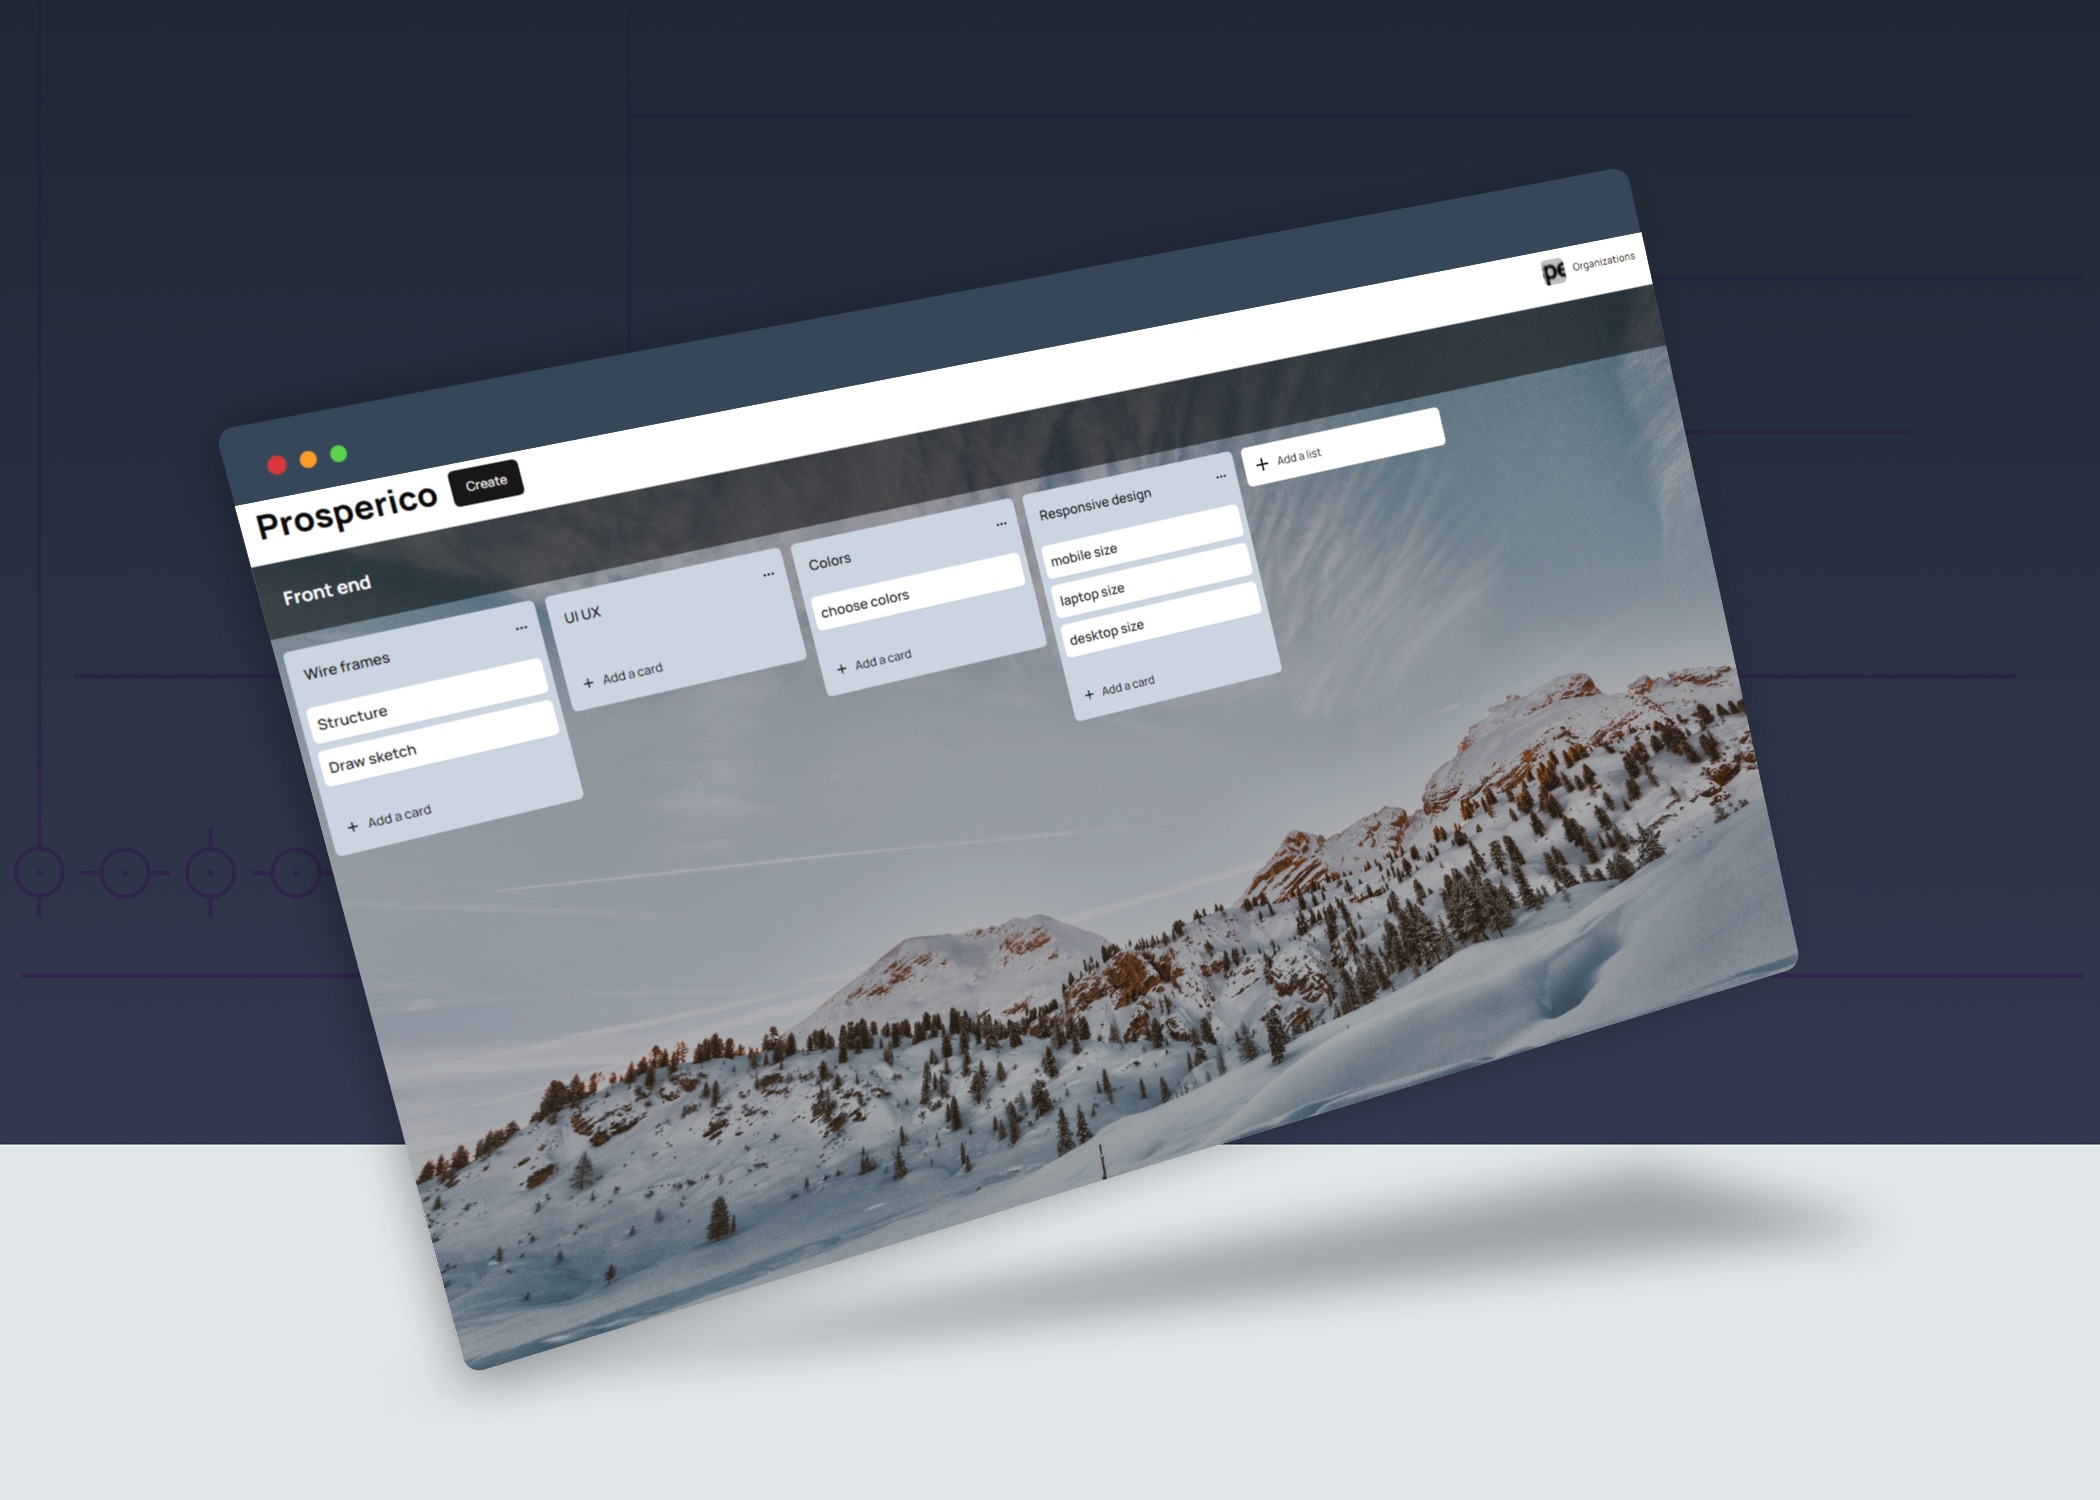 Prosperico
Create
Organizations
Front end
Wire frames
Structure
Draw sketch
+ Add a card
UI UX
+ Add a card
Colors
choose colors
+ Add a card
Responsive design
mobile size
laptop size
desktop size
+ Add a card
+ Add a list